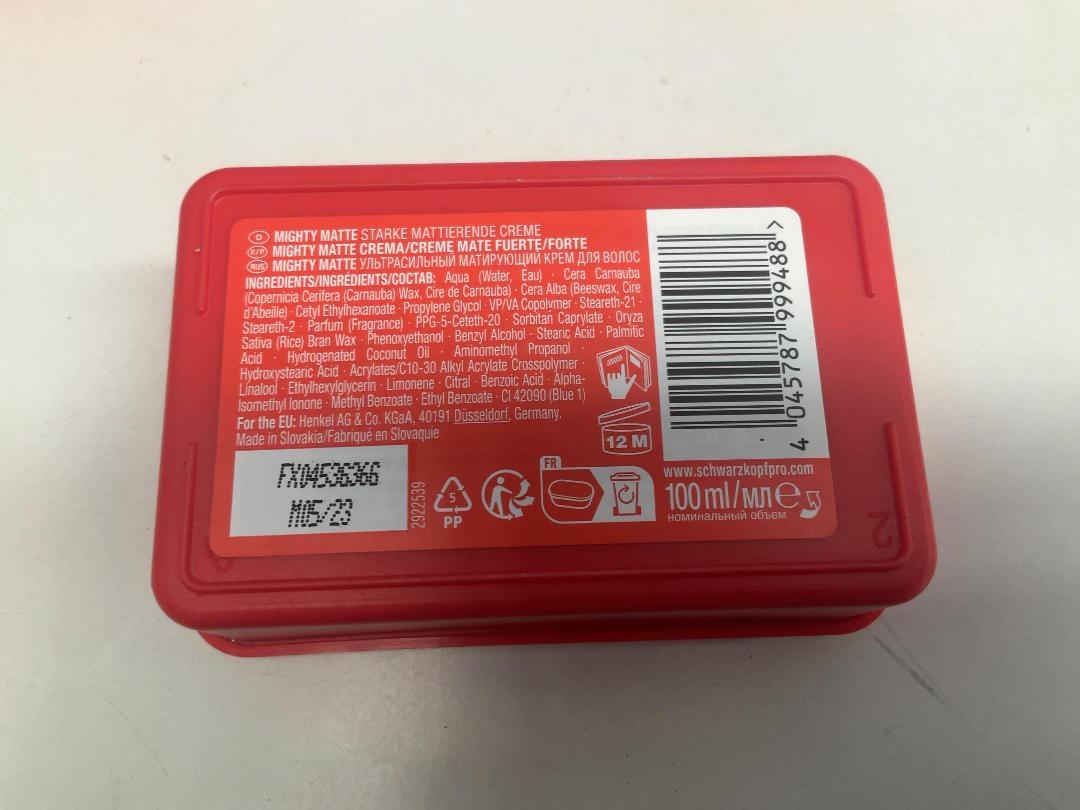 D MIGHTY MATTE STARKE MATTIERENDE CREME
E/P MIGHTY MATTE CREMA/CREME MATE FUERTE/FORTE
RUS MIGHTY MATTE УЛЬТРАСИЛЬНЫЙ МАТИРУЮЩИЙ КРЕМ ДЛЯ ВОЛОС
INGREDIENTS/INGRÉDIENTS/СОСТАВ: Aqua (Water, Eau) · Cera Carnauba
(Copernicia Cerifera (Carnauba) Wax, Cire de Carnauba) · Cera Alba (Beeswax, Cire
d'Abeille) · Cetyl Ethylhexanoate · Propylene Glycol · VP/VA Copolymer · Steareth-21 ·
Steareth-2 · Parfum (Fragrance) · PPG-5-Ceteth-20 · Sorbitan Caprylate · Oryza
Sativa (Rice) Bran Wax · Phenoxyethanol · Benzyl Alcohol · Stearic Acid · Palmitic
Acid · Hydrogenated Coconut Oil · Aminomethyl Propanol ·
Hydroxystearic Acid · Acrylates/C10-30 Alkyl Acrylate Crosspolymer ·
Linalool · Ethylhexylglycerin · Limonene · Citral · Benzoic Acid · Alpha-
Isomethyl Ionone · Methyl Benzoate · Ethyl Benzoate · CI 42090 (Blue 1)
For the EU: Henkel AG & Co. KGaA, 40191 Düsseldorf, Germany.
Made in Slovakia/Fabriqué en Slovaquie
FX04536366
M05/23
2922539
5
PP
FR
12 M
4 045787 999488 >
www.schwarzkopfpro.com
100 ml/мл e
номинальный объем
2